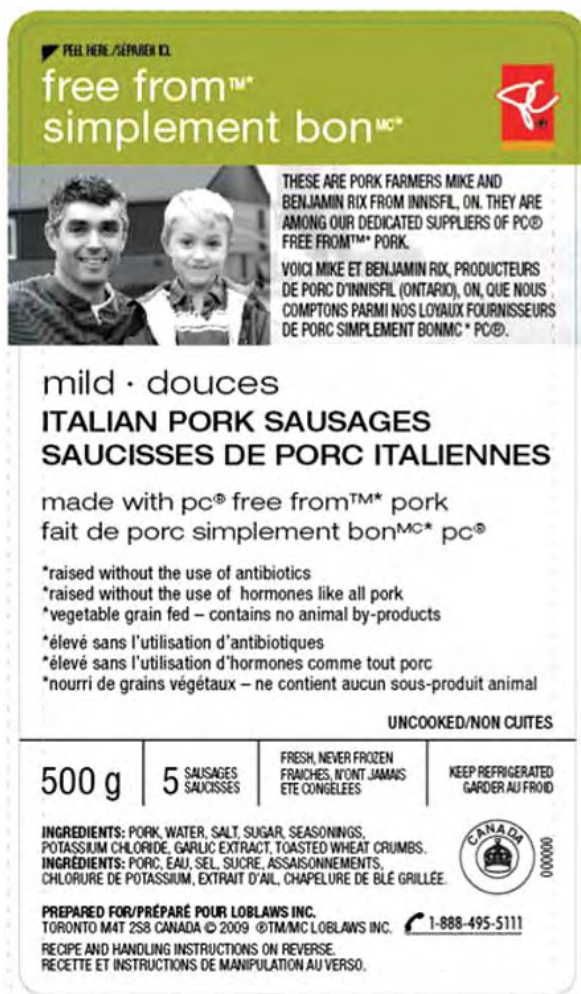 PEEL HERE/SÉPARER ICI.
free from™*
simplement bonMC*
THESE ARE PORK FARMERS MIKE AND
BENJAMIN RIX FROM INNISFIL, ON. THEY ARE
AMONG OUR DEDICATED SUPPLIERS OF PC®
FREE FROM™* PORK.
VOICI MIKE ET BENJAMIN RIX, PRODUCTEURS
DE PORC D'INNISFIL (ONTARIO), ON, QUE NOUS
COMPTONS PARMI NOS LOYAUX FOURNISSEURS
DE PORC SIMPLEMENT BONMC* PC®.
mild · douces
ITALIAN PORK SAUSAGES
SAUCISSES DE PORC ITALIENNES
made with pc® free from™* pork
fait de porc simplement bonMC* pc®
*raised without the use of antibiotics
*raised without the use of hormones like all pork
*vegetable grain fed – contains no animal by-products
*élevé sans l'utilisation d'antibiotiques
*élevé sans l'utilisation d'hormones comme tout porc
*nourri de grains végétaux – ne contient aucun sous-produit animal
UNCOOKED/NON CUITES
500 g
5 SAUSAGES
SAUCISSES
FRESH, NEVER FROZEN
FRAICHES, N'ONT JAMAIS
ETE CONGELEES
KEEP REFRIGERATED
GARDER AU FROID
INGREDIENTS: PORK, WATER, SALT, SUGAR, SEASONINGS,
POTASSIUM CHLORIDE, GARLIC EXTRACT, TOASTED WHEAT CRUMBS.
INGRÉDIENTS: PORC, EAU, SEL, SUCRE, ASSAISONNEMENTS,
CHLORURE DE POTASSIUM, EXTRAIT D'AIL, CHAPELURE DE BLÉ GRILLÉE.
CANADA
000000
PREPARED FOR/PRÉPARÉ POUR LOBLAWS INC.
TORONTO M4T 2S8 CANADA © 2009 ®TM/MC LOBLAWS INC.
1-888-495-5111
RECIPE AND HANDLING INSTRUCTIONS ON REVERSE.
RECETTE ET INSTRUCTIONS DE MANIPULATION AU VERSO.